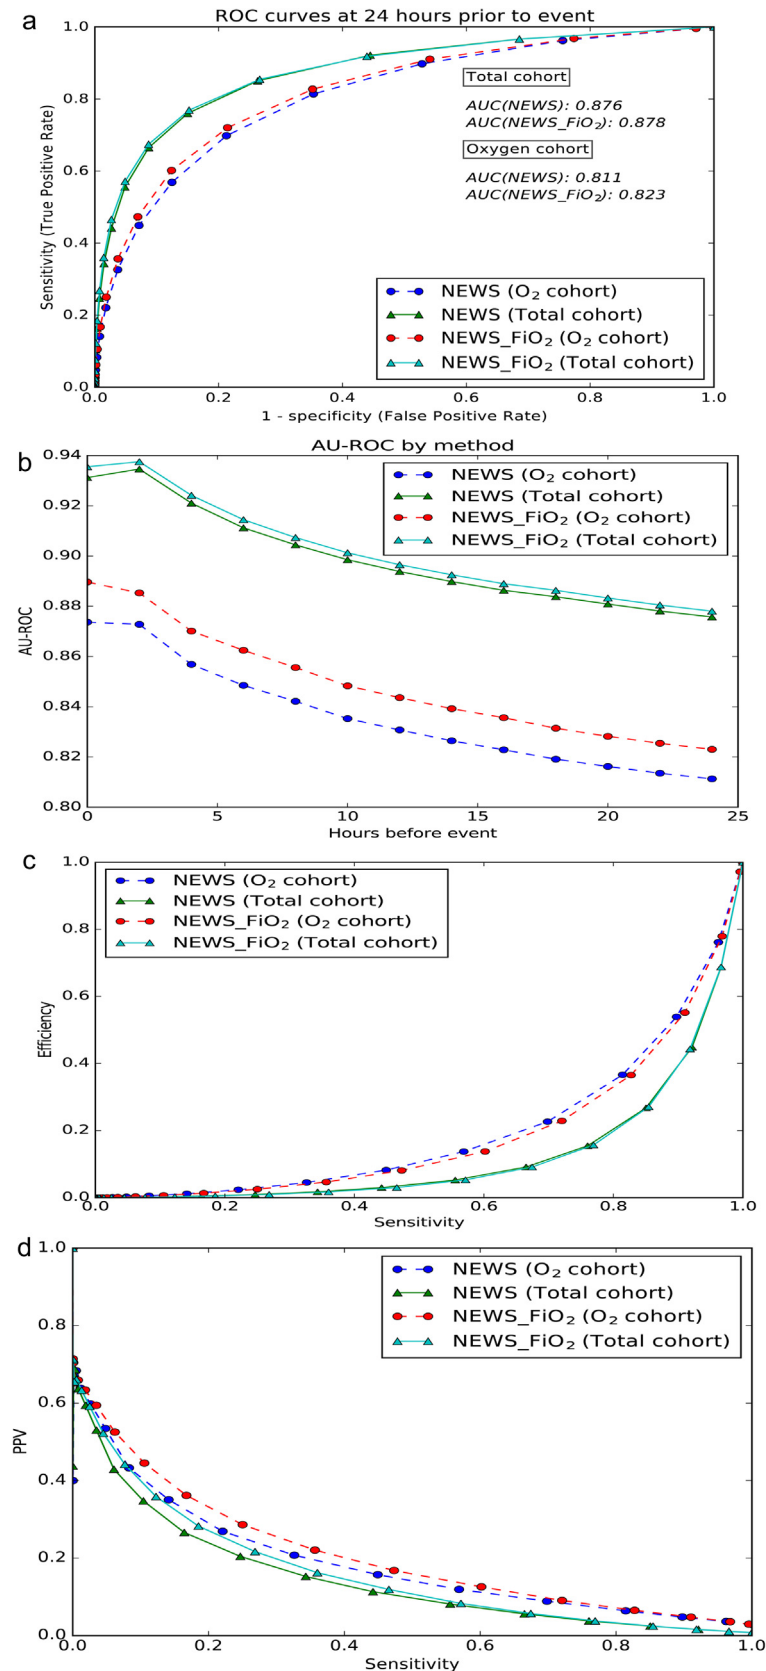 a
ROC curves at 24 hours prior to event
1.0
0.8
0.6
0.4
0.2
0.0
Sensitivity (True Positive Rate)
Total cohort
AUC(NEWS): 0.876
AUC(NEWS_FiO₂): 0.878
Oxygen cohort
AUC(NEWS): 0.811
AUC(NEWS_FiO₂): 0.823
NEWS (O₂ cohort)
NEWS (Total cohort)
NEWS_FiO₂ (O₂ cohort)
NEWS_FiO₂ (Total cohort)
0.0 0.2 0.4 0.6 0.8 1.0
1 - specificity (False Positive Rate)
b
AU-ROC by method
0.94
0.92
0.90
0.88
0.86
0.84
0.82
0.80
AU-ROC
NEWS (O₂ cohort)
NEWS (Total cohort)
NEWS_FiO₂ (O₂ cohort)
NEWS_FiO₂ (Total cohort)
0 5 10 15 20 25
Hours before event
c
1.0
0.8
0.6
0.4
0.2
0.0
Efficiency
NEWS (O₂ cohort)
NEWS (Total cohort)
NEWS_FiO₂ (O₂ cohort)
NEWS_FiO₂ (Total cohort)
0.0 0.2 0.4 0.6 0.8 1.0
Sensitivity
d
1.0
0.8
0.6
0.4
0.2
0.0
PPV
NEWS (O₂ cohort)
NEWS (Total cohort)
NEWS_FiO₂ (O₂ cohort)
NEWS_FiO₂ (Total cohort)
0.0 0.2 0.4 0.6 0.8 1.0
Sensitivity